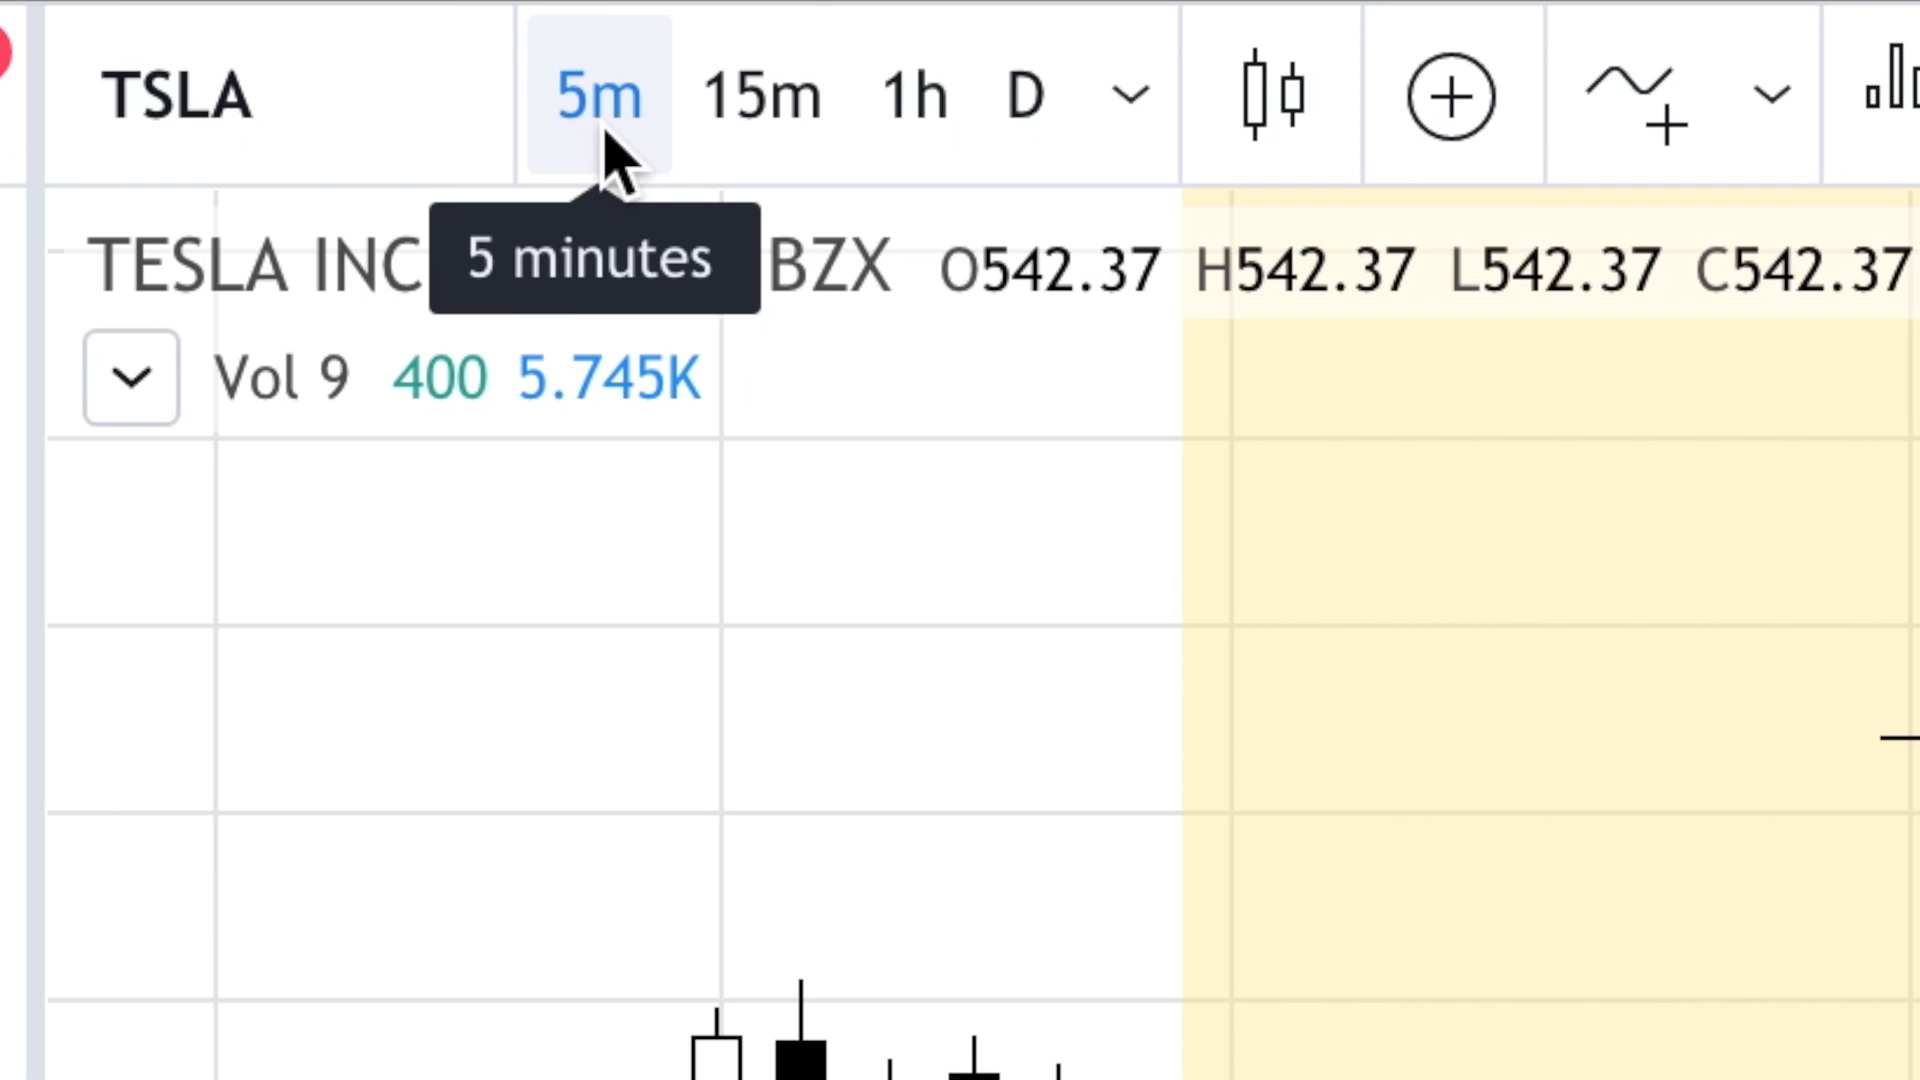 TSLA 5m 15m 1h D
5 minutes
TESLA INC BZX O542.37 H542.37 L542.37 C542.37
Vol 9 400 5.745K